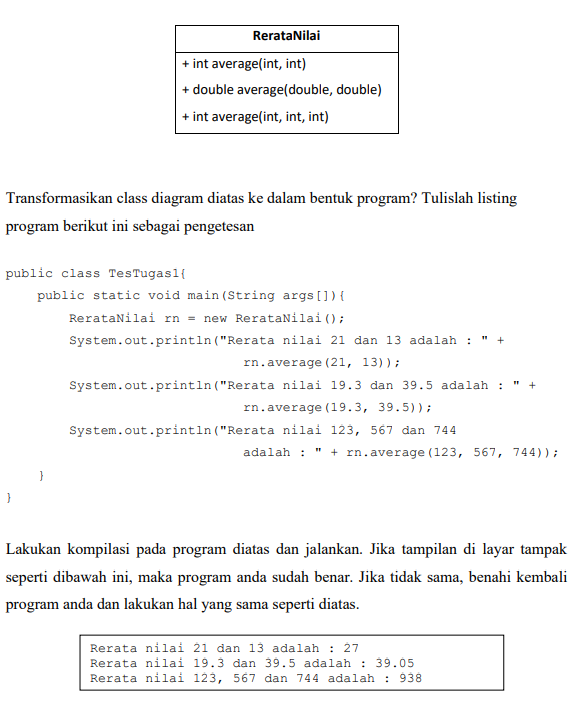 RerataNilai
+ int average(int, int)
+ double average(double, double)
+ int average(int, int, int)
Transformasikan class diagram diatas ke dalam bentuk program? Tulislah listing
program berikut ini sebagai pengetesan
public class TesTugas1{
public static void main(String args[]){
RerataNilai rn = new RerataNilai();
System.out.println("Rerata nilai 21 dan 13 adalah : " +
rn.average(21, 13));
System.out.println("Rerata nilai 19.3 dan 39.5 adalah : " +
rn.average(19.3, 39.5));
System.out.println("Rerata nilai 123, 567 dan 744
adalah : " + rn.average(123, 567, 744));
}
}
Lakukan kompilasi pada program diatas dan jalankan. Jika tampilan di layar tampak
seperti dibawah ini, maka program anda sudah benar. Jika tidak sama, benahi kembali
program anda dan lakukan hal yang sama seperti diatas.
Rerata nilai 21 dan 13 adalah : 27
Rerata nilai 19.3 dan 39.5 adalah : 39.05
Rerata nilai 123, 567 dan 744 adalah : 938